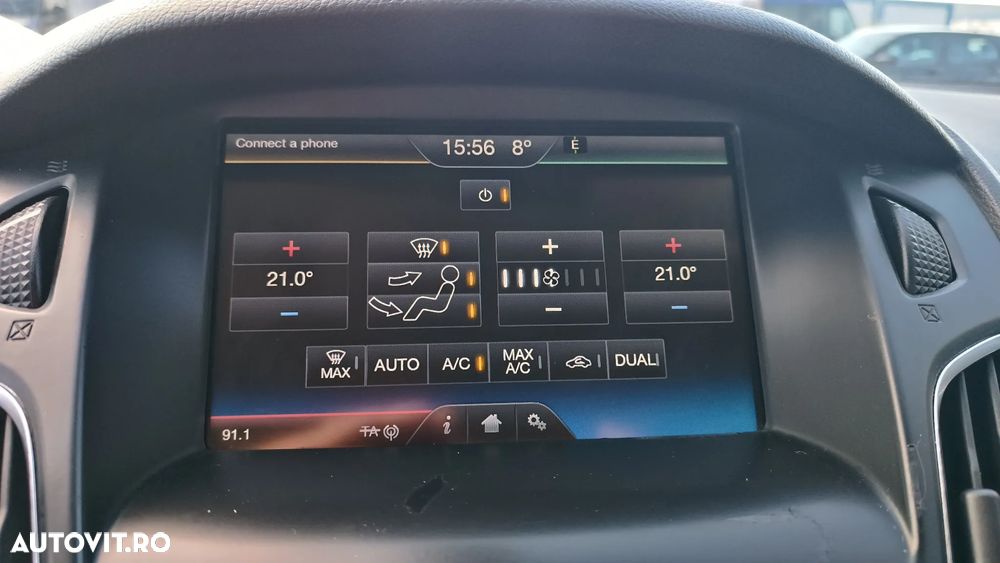 Connect a phone
15:56 8°
E
21.0°
21.0°
MAX
AUTO
A/C
MAX
A/C
DUAL
91.1
TA
i
AUTOVIT.RO